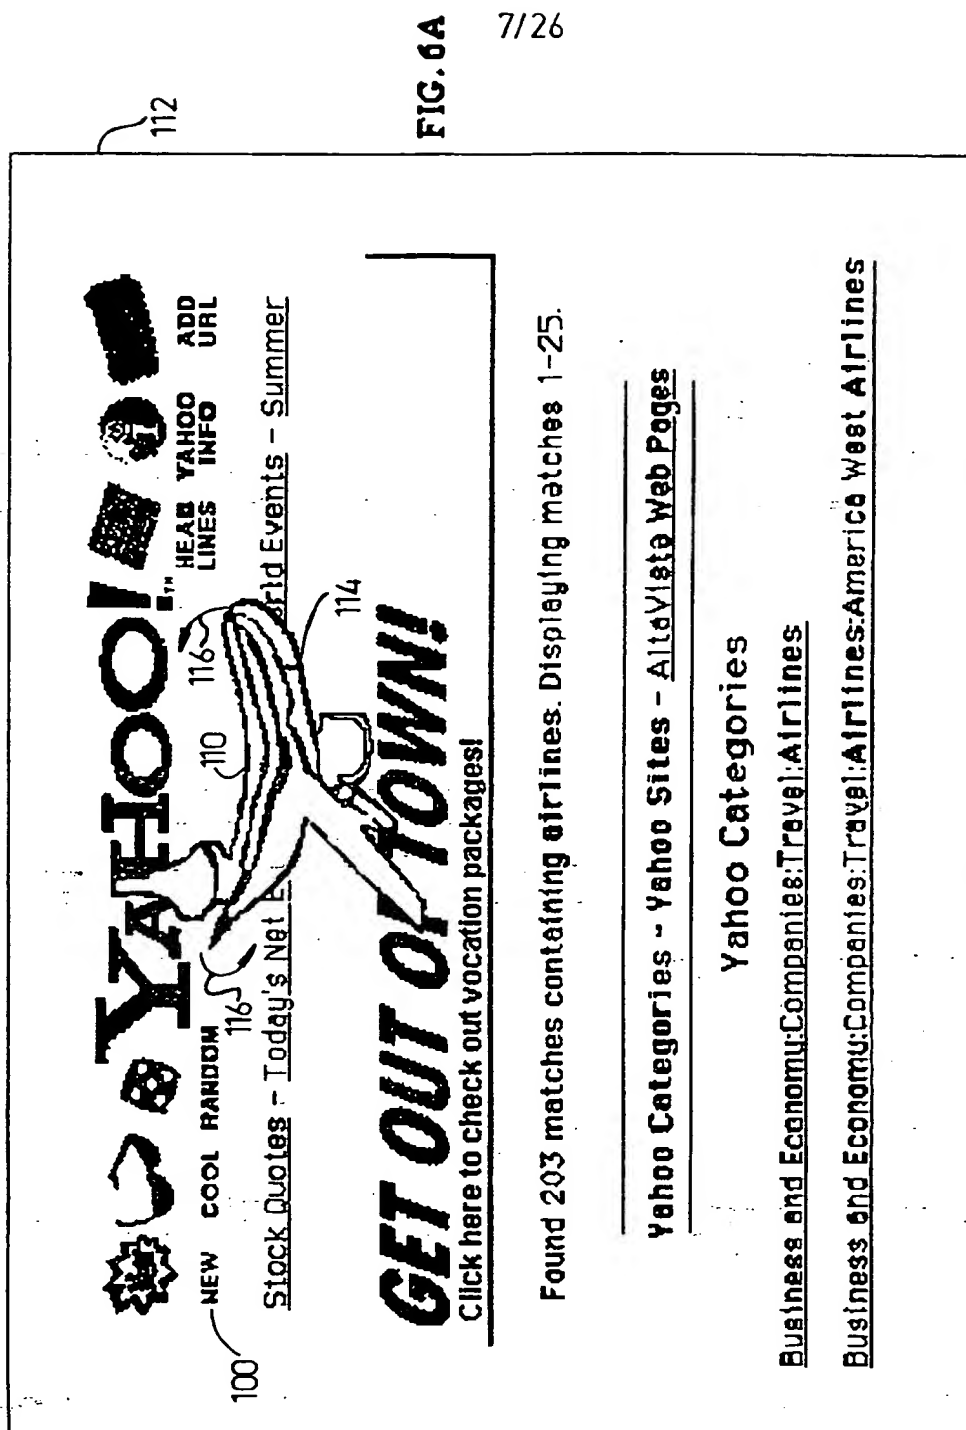 7/26
FIG. 6A
112
YAHOO!™
NEW COOL RANDOM HEAD LINES YAHOO INFO ADD URL
116
110
116
100
Stock Quotes - Today's Net E orld Events - Summer
114
GET OUT OF TOWN!
Click here to check out vocation packages!
Found 203 matches containing airlines. Displaying matches 1-25.
Yahoo Categories - Yahoo Sites - AltaVista Web Pages
Yahoo Categories
Business and Economy:Companies:Travel:Airlines
Business and Economy:Companies:Travel:Airlines:America West Airlines